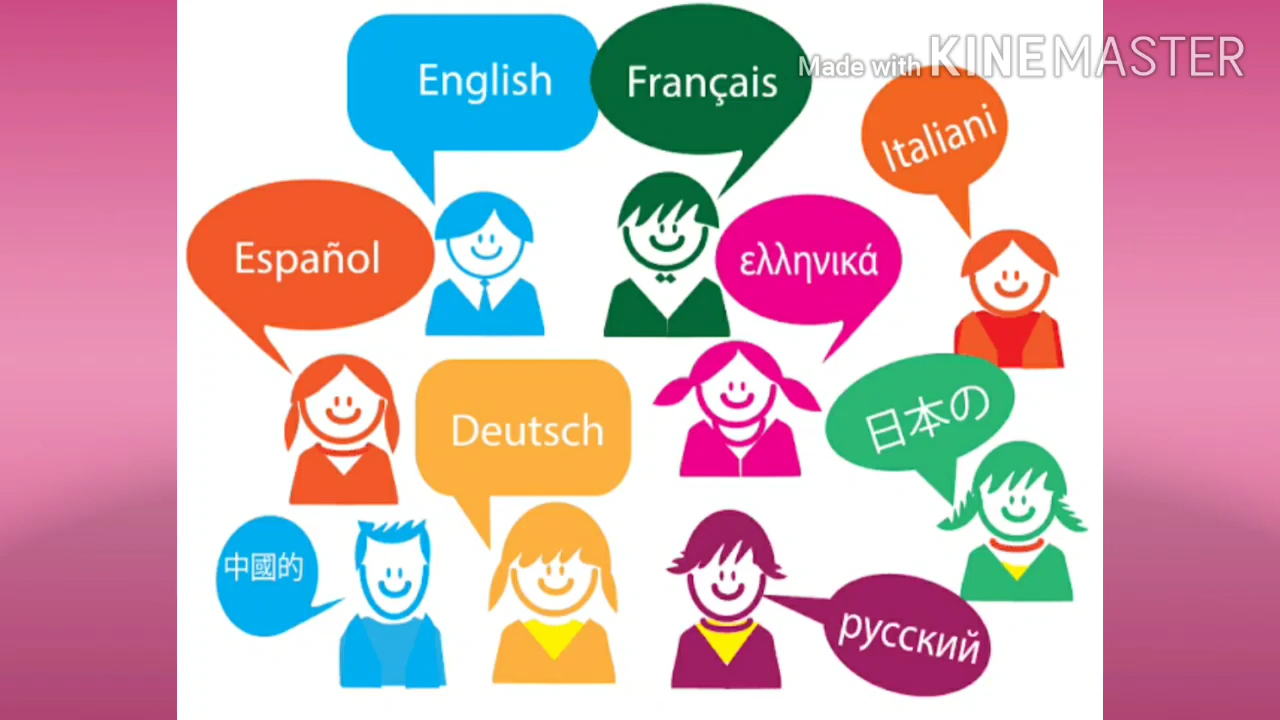 English
Français
Made with KINEMASTER
Italiani
Español
ελληνικά
Deutsch
日本の
中國的
русский